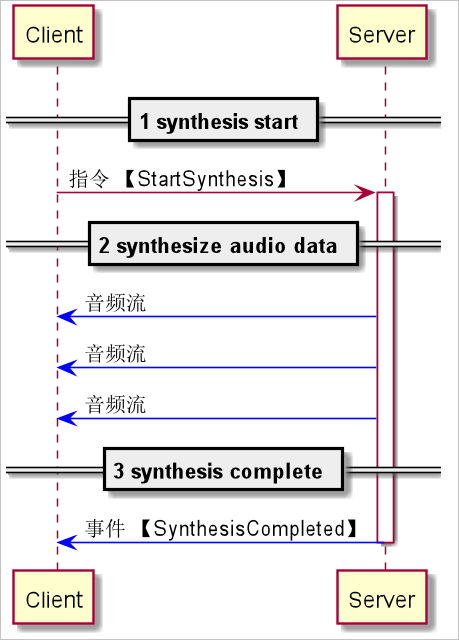 Client Server
1 synthesis start
指令 【StartSynthesis】
2 synthesize audio data
音频流
音频流
音频流
3 synthesis complete
事件 【SynthesisCompleted】
Client Server